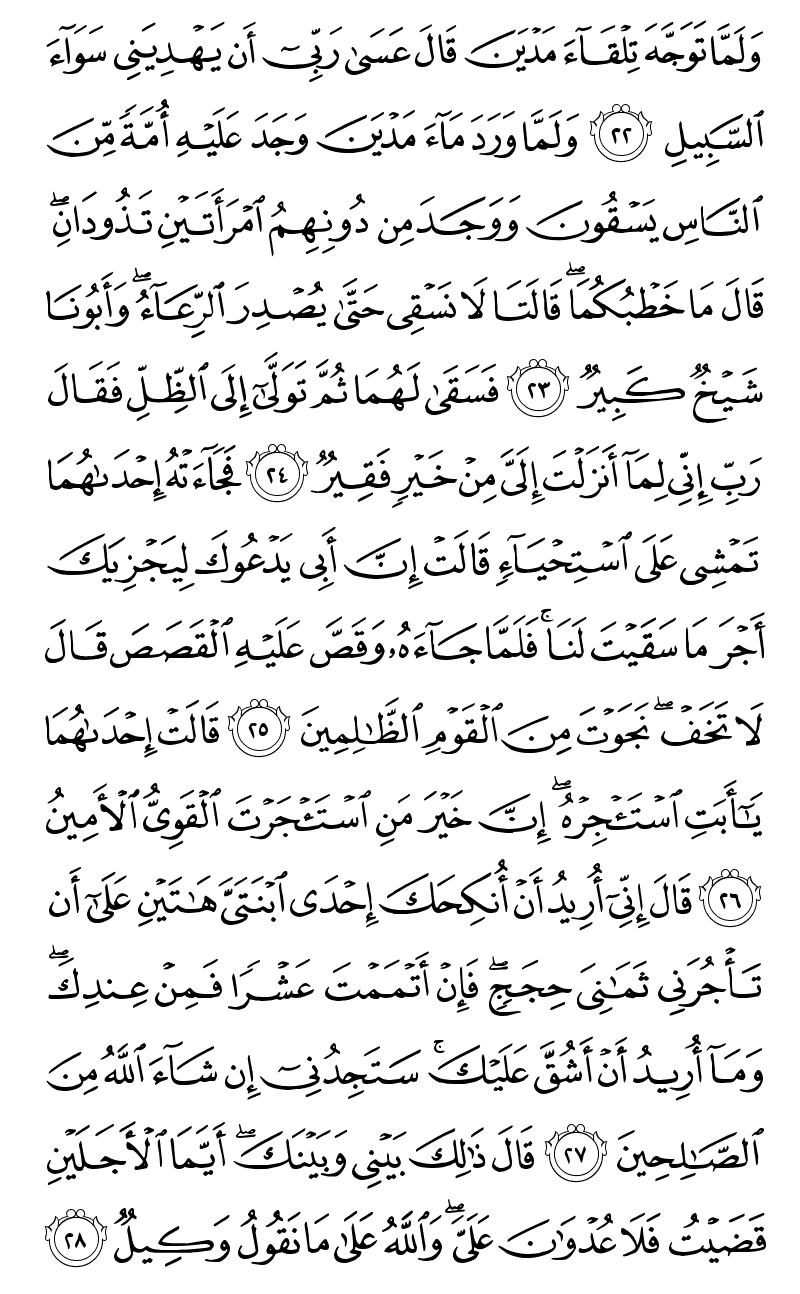 وَلَمَّا تَوَجَّهَ تِلۡقَآءَ مَدۡيَنَ قَالَ عَسَىٰ رَبِّيٓ أَن يَهۡدِيَنِي سَوَآءَ
ٱلسَّبِيلِ ٢٢ وَلَمَّا وَرَدَ مَآءَ مَدۡيَنَ وَجَدَ عَلَيۡهِ أُمَّةٗ مِّنَ
ٱلنَّاسِ يَسۡقُونَ وَوَجَدَ مِن دُونِهِمُ ٱمۡرَأَتَيۡنِ تَذُودَانِۖ
قَالَ مَا خَطۡبُكُمَاۖ قَالَتَا لَا نَسۡقِي حَتَّىٰ يُصۡدِرَ ٱلرِّعَآءُۖ وَأَبُونَا
شَيۡخٞ كَبِيرٞ ٢٣ فَسَقَىٰ لَهُمَا ثُمَّ تَوَلَّىٰٓ إِلَى ٱلظِّلِّ فَقَالَ
رَبِّ إِنِّي لِمَآ أَنزَلۡتَ إِلَيَّ مِنۡ خَيۡرٖ فَقِيرٞ ٢٤ فَجَآءَتۡهُ إِحۡدَىٰهُمَا
تَمۡشِي عَلَى ٱسۡتِحۡيَآءٖ قَالَتۡ إِنَّ أَبِي يَدۡعُوكَ لِيَجۡزِيَكَ
أَجۡرَ مَا سَقَيۡتَ لَنَاۚ فَلَمَّا جَآءَهُۥ وَقَصَّ عَلَيۡهِ ٱلۡقَصَصَ قَالَ
لَا تَخَفۡۖ نَجَوۡتَ مِنَ ٱلۡقَوۡمِ ٱلظَّٰلِمِينَ ٢٥ قَالَتۡ إِحۡدَىٰهُمَا
يَٰٓأَبَتِ ٱسۡتَـٔۡجِرۡهُۖ إِنَّ خَيۡرَ مَنِ ٱسۡتَـٔۡجَرۡتَ ٱلۡقَوِيُّ ٱلۡأَمِينُ
٢٦ قَالَ إِنِّيٓ أُرِيدُ أَنۡ أُنكِحَكَ إِحۡدَى ٱبۡنَتَيَّ هَٰتَيۡنِ عَلَىٰٓ أَن
تَأۡجُرَنِي ثَمَٰنِيَ حِجَجٖۖ فَإِنۡ أَتۡمَمۡتَ عَشۡرٗا فَمِنۡ عِندِكَۖ
وَمَآ أُرِيدُ أَنۡ أَشُقَّ عَلَيۡكَۚ سَتَجِدُنِيٓ إِن شَآءَ ٱللَّهُ مِنَ
ٱلصَّٰلِحِينَ ٢٧ قَالَ ذَٰلِكَ بَيۡنِي وَبَيۡنَكَۖ أَيَّمَا ٱلۡأَجَلَيۡنِ
قَضَيۡتُ فَلَا عُدۡوَٰنَ عَلَيَّۖ وَٱللَّهُ عَلَىٰ مَا نَقُولُ وَكِيلٞ ٢٨